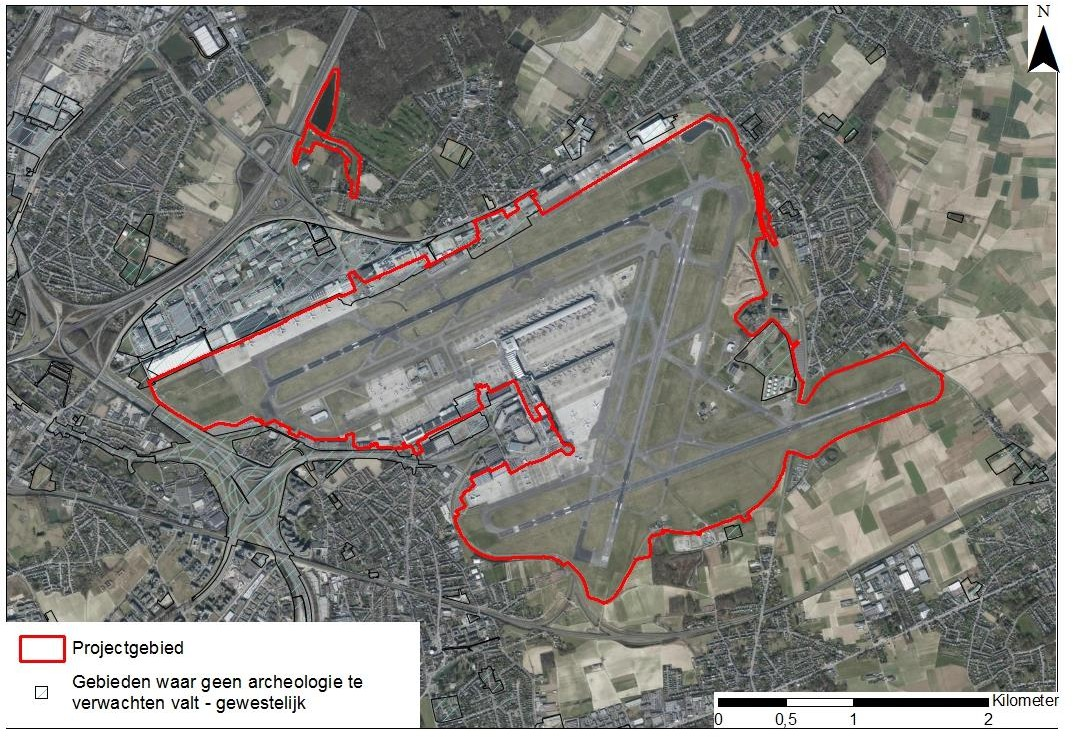 N
Projectgebied
Gebieden waar geen archeologie te
verwachten valt - gewestelijk
Kilometer
0 0,5 1 2